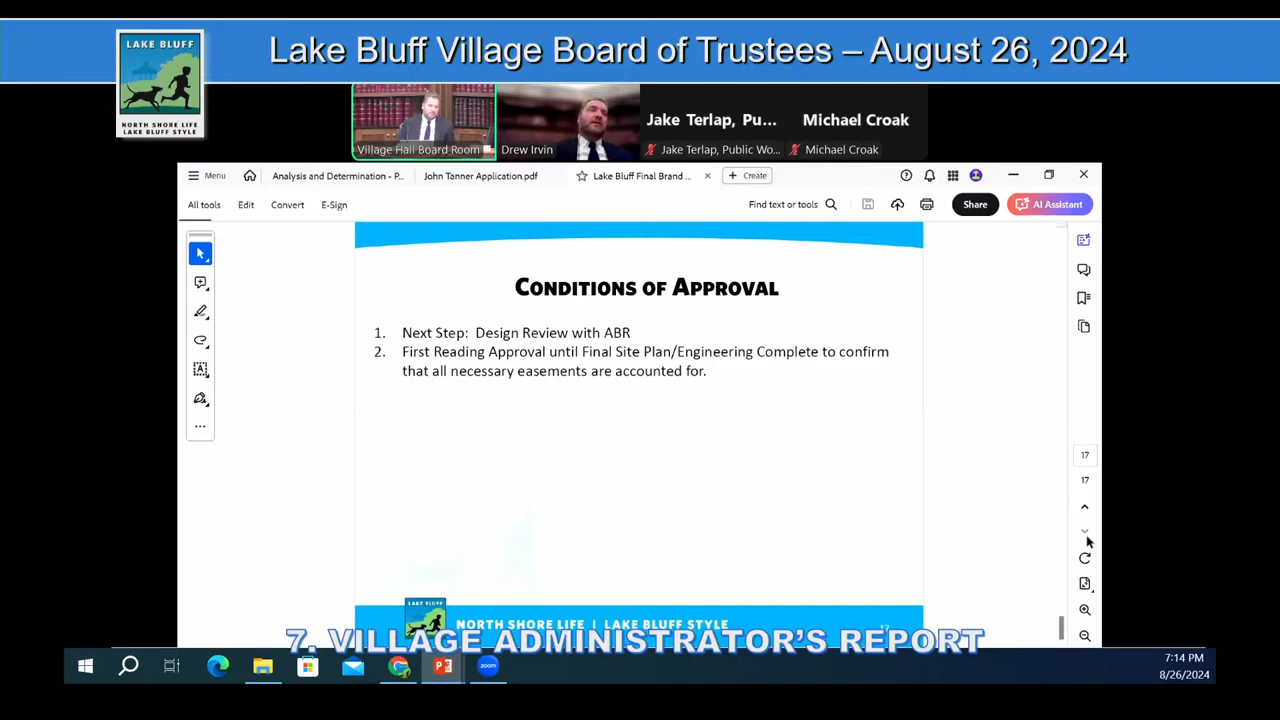 Lake Bluff Village Board of Trustees – August 26, 2024
LAKE BLUFF
NORTH SHORE LIFE
LAKE BLUFF STYLE
Village Hall Board Room
Drew Irvin
Jake Terlap, Pu...
Jake Terlap, Public Wo...
Michael Croak
Michael Croak
Menu
Analysis and Determination - P...
John Tanner Application.pdf
Lake Bluff Final Brand ...
Create
All tools
Edit
Convert
E-Sign
Find text or tools
Share
AI Assistant
CONDITIONS OF APPROVAL
1. Next Step: Design Review with ABR
2. First Reading Approval until Final Site Plan/Engineering Complete to confirm
that all necessary easements are accounted for.
17
17
LAKE BLUFF
NORTH SHORE LIFE | LAKE BLUFF STYLE
17
7. VILLAGE ADMINISTRATOR'S REPORT
7:14 PM
8/26/2024